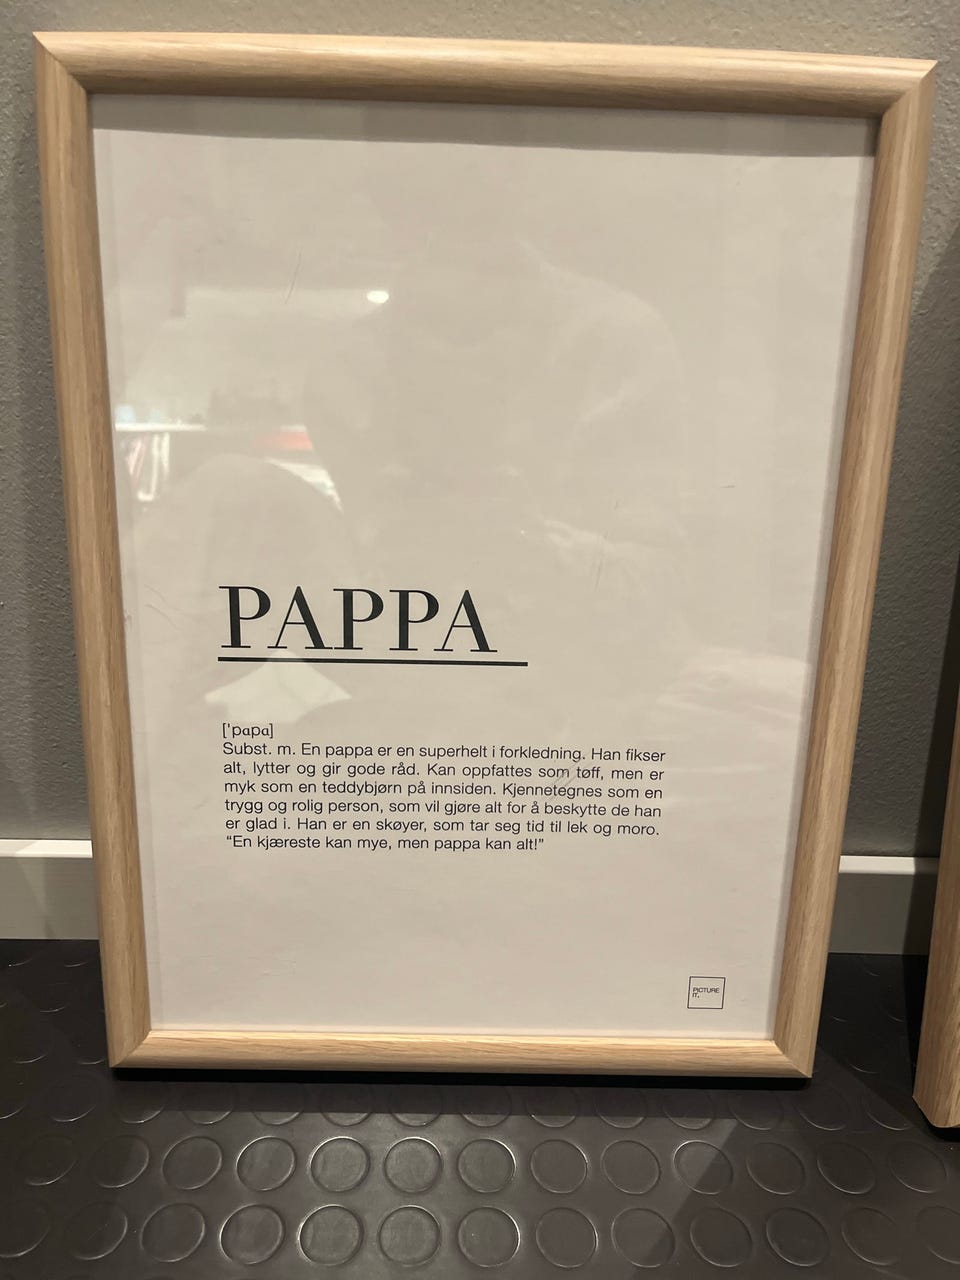 PAPPA
['papa]
Subst. m. En pappa er en superhelt i forkledning. Han fikser
alt, lytter og gir gode råd. Kan oppfattes som tøff, men er
myk som en teddybjørn på innsiden. Kjennetegnes som en
trygg og rolig person, som vil gjøre alt for å beskytte de han
er glad i. Han er en skøyer, som tar seg tid til lek og moro.
“En kjæreste kan mye, men pappa kan alt!”
PICTURE
IT.